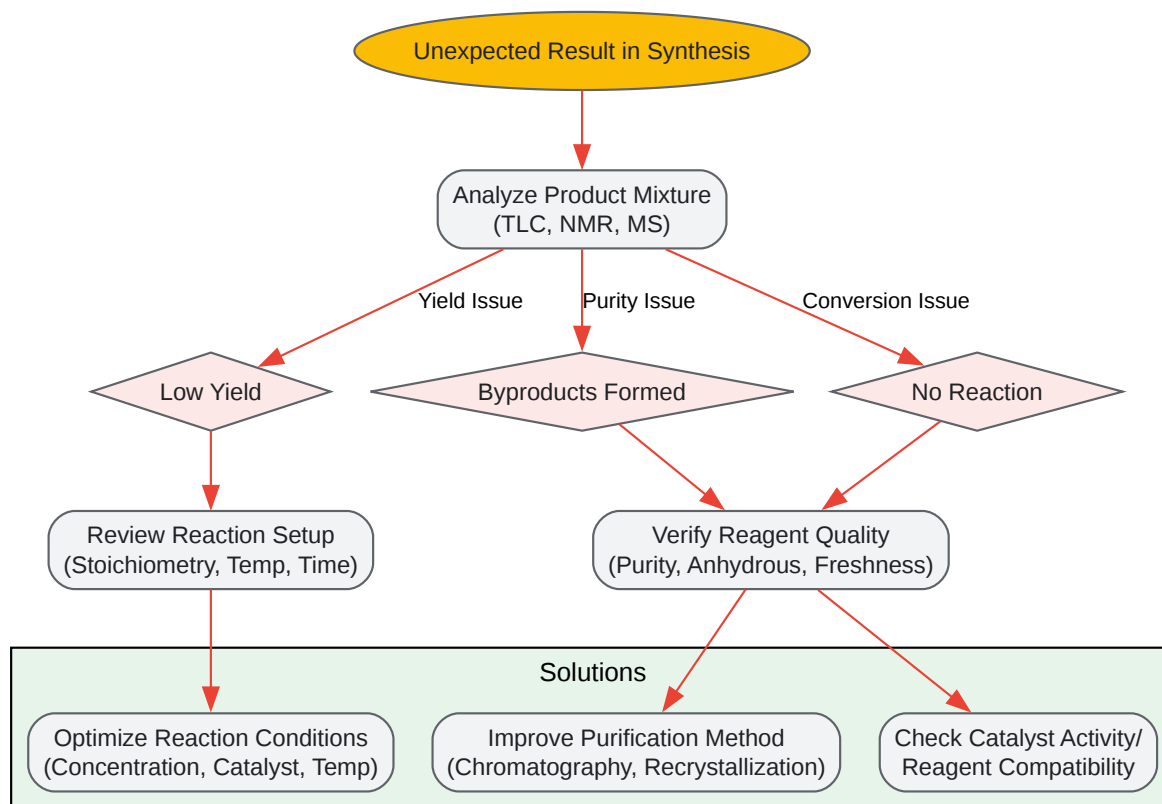 Unexpected Result in Synthesis
Analyze Product Mixture
(TLC, NMR, MS)
Yield Issue
Purity Issue
Conversion Issue
Low Yield
Byproducts Formed
No Reaction
Review Reaction Setup
(Stoichiometry, Temp, Time)
Verify Reagent Quality
(Purity, Anhydrous, Freshness)
Solutions
Optimize Reaction Conditions
(Concentration, Catalyst, Temp)
Improve Purification Method
(Chromatography, Recrystallization)
Check Catalyst Activity/
Reagent Compatibility